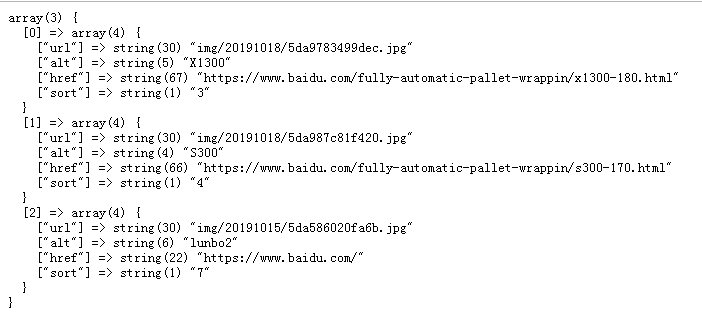 array(3) {
  [0] => array(4) {
    ["url"] => string(30) "img/20191018/5da9783499dec.jpg"
    ["alt"] => string(5) "X1300"
    ["href"] => string(67) "https://www.baidu.com/fully-automatic-pallet-wrappin/x1300-180.html"
    ["sort"] => string(1) "3"
  }
  [1] => array(4) {
    ["url"] => string(30) "img/20191018/5da987c81f420.jpg"
    ["alt"] => string(4) "S300"
    ["href"] => string(66) "https://www.baidu.com/fully-automatic-pallet-wrappin/s300-170.html"
    ["sort"] => string(1) "4"
  }
  [2] => array(4) {
    ["url"] => string(30) "img/20191015/5da586020fa6b.jpg"
    ["alt"] => string(6) "lunbo2"
    ["href"] => string(22) "https://www.baidu.com/"
    ["sort"] => string(1) "7"
  }
}